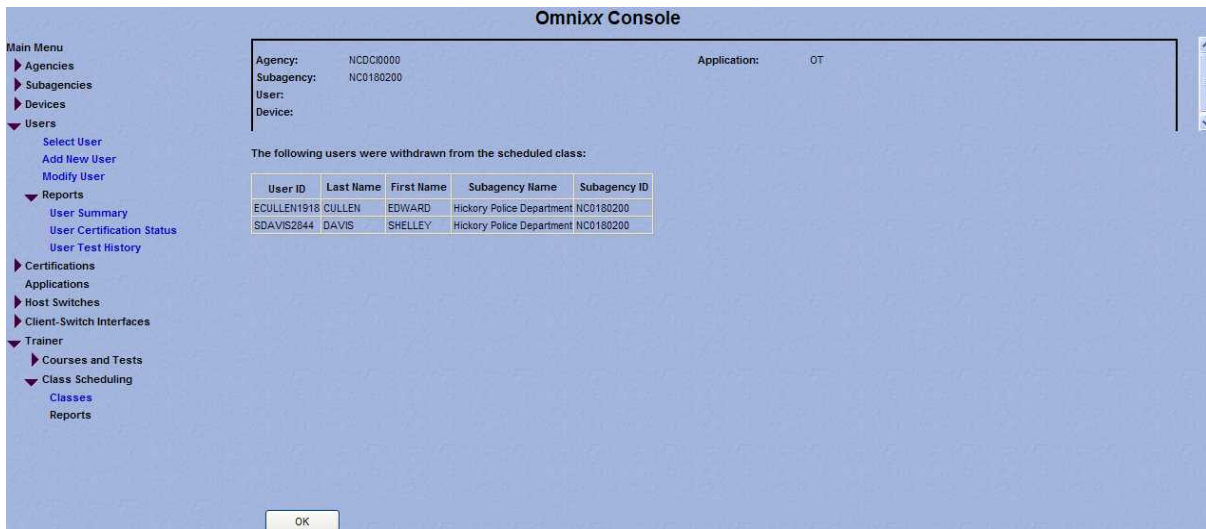 Omnixx Console
Main Menu
Agencies
Subagencies
Devices
Users
Select User
Add New User
Modify User
Reports
User Summary
User Certification Status
User Test History
Certifications
Applications
Host Switches
Client-Switch Interfaces
Trainer
Courses and Tests
Class Scheduling
Classes
Reports
Agency: NCDCI0000 Application: OT
Subagency: NC0180200
User:
Device:
The following users were withdrawn from the scheduled class:
User ID Last Name First Name Subagency Name Subagency ID
ECULLEN1918 CULLEN EDWARD Hickory Police Department NC0180200
SDAVIS2844 DAVIS SHELLEY Hickory Police Department NC0180200
OK